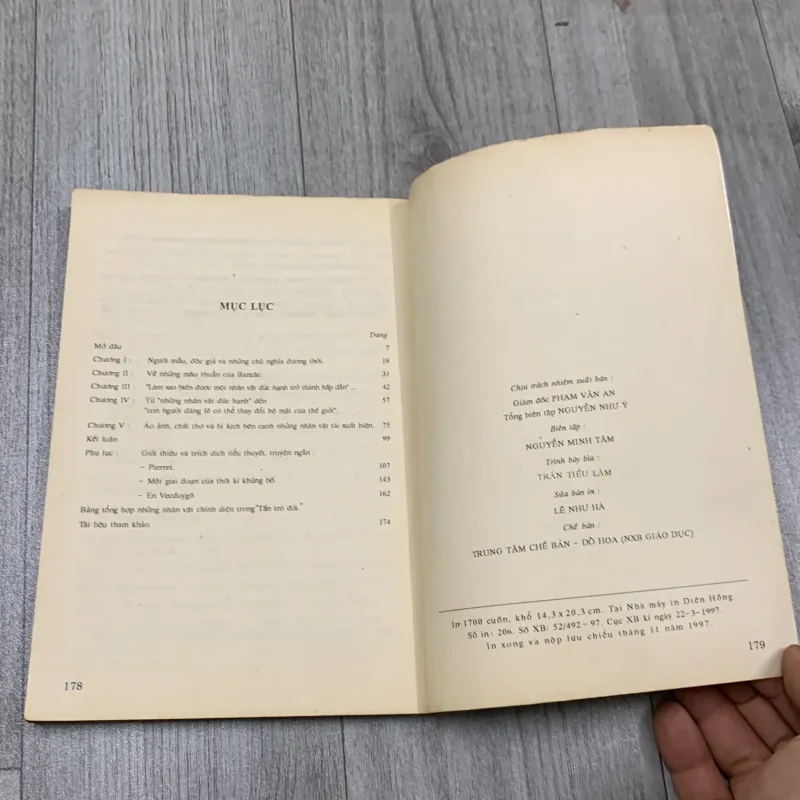 MỤC LỤC
Trang
Mở đầu 7
Chương I : Người mẫu, độc giả và những chủ nghĩa đương thời. 18
Chương II : Về những mâu thuẫn của Banzắc. 31
Chương III : "Làm sao biến được một nhân vật đức hạnh trở thành hấp dẫn" ... 42
Chương IV : Từ "những nhân vật đức hạnh" đến 57
"con người đáng lẽ có thể thay đổi bộ mặt của thế giới".
Chương V : Ảo ảnh, chất thơ và bi kịch bên cạnh những nhân vật tái xuất hiện. 75
Kết luận 99
Phụ lục : Giới thiệu và trích dịch tiểu thuyết, truyện ngắn :
– Pierret. 107
– Một giai đoạn của thời kì khủng bố 143
– En Vecđuygô 162
Bảng tổng hợp những nhân vật chính diện trong "Tấn trò đời."
Tài liệu tham khảo. 174
178
Chịu trách nhiệm xuất bản :
Giám đốc PHẠM VĂN AN
Tổng biên tập NGUYỄN NHƯ Ý
Biên tập :
NGUYỄN MINH TÂM
Trình bày bìa :
TRẦN TIỂU LÂM
Sửa bản in :
LÊ NHƯ HÀ
Chế bản :
TRUNG TÂM CHẾ BẢN – ĐỒ HỌA (NXB GIÁO DỤC)
In 1700 cuốn, khổ 14,3 x 20,3 cm. Tại Nhà máy in Diên Hồng.
Số in: 206. Số XB: 52/492 – 97. Cục XB kí ngày 22-3-1997.
In xong và nộp lưu chiểu tháng 11 năm 1997.
179